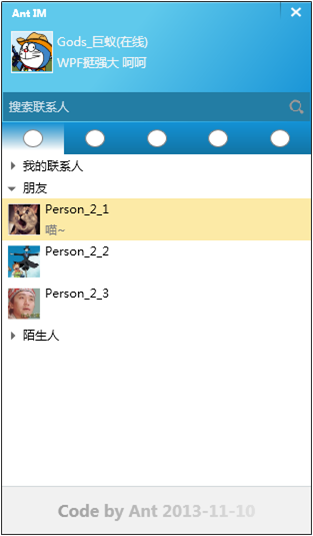 Ant IM
Gods_巨蚁(在线)
WPF挺强大 呵呵
搜索联系人
我的联系人
朋友
Person_2_1
喵~
Person_2_2
Person_2_3
陌生人
Code by Ant 2013-11-10